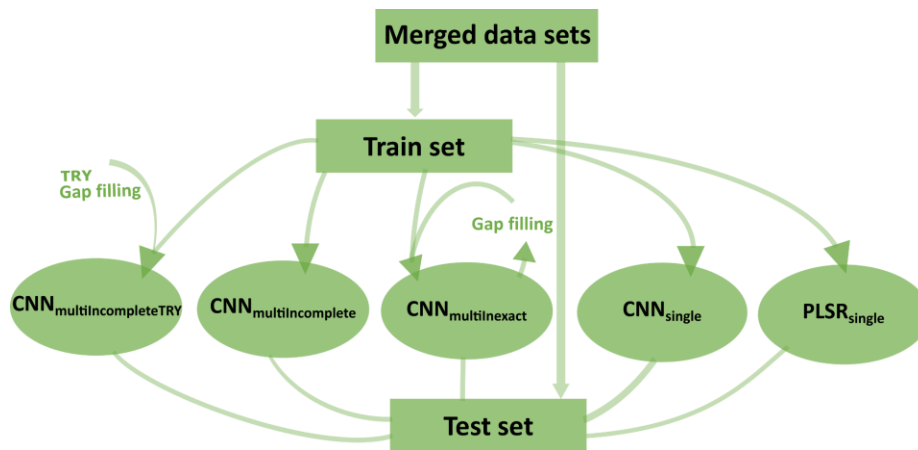 Merged data sets
Train set
TRY
Gap filling
Gap filling
CNNmultiIncompleteTRY
CNNmultiIncomplete
CNNmultiInexact
CNNsingle
PLSRsingle
Test set